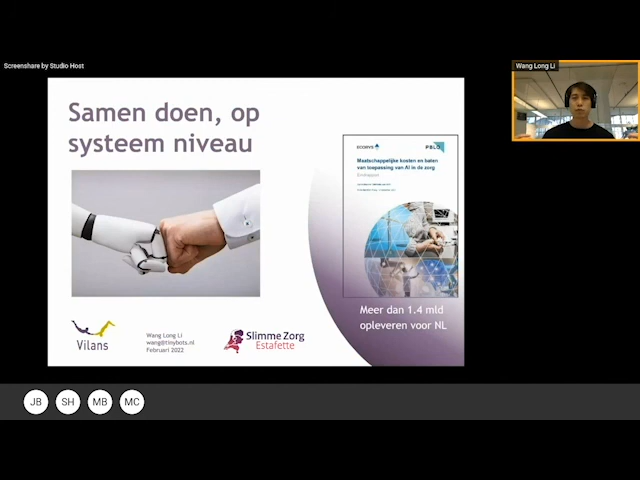 Screenshare by Studio Host
Wang Long Li
Samen doen, op
systeem niveau
ECORYS
PBLQ
Maatschappelijke kosten en baten
van toepassing van AI in de zorg
Meer dan 1.4 mld
opleveren voor NL
Vilans
Wang Long Li
wang@tinybots.nl
Februari 2022
Slimme Zorg
Estafette
JB
SH
MB
MC